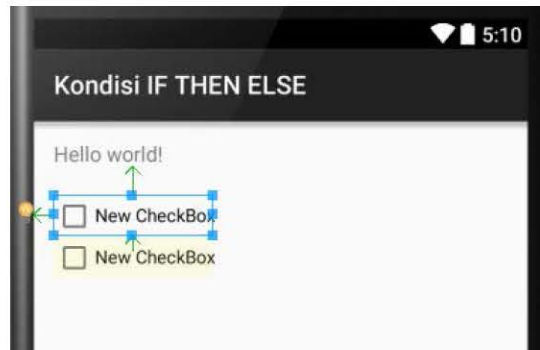 5:10
Kondisi IF THEN ELSE
Hello world!
New CheckBox
New CheckBox